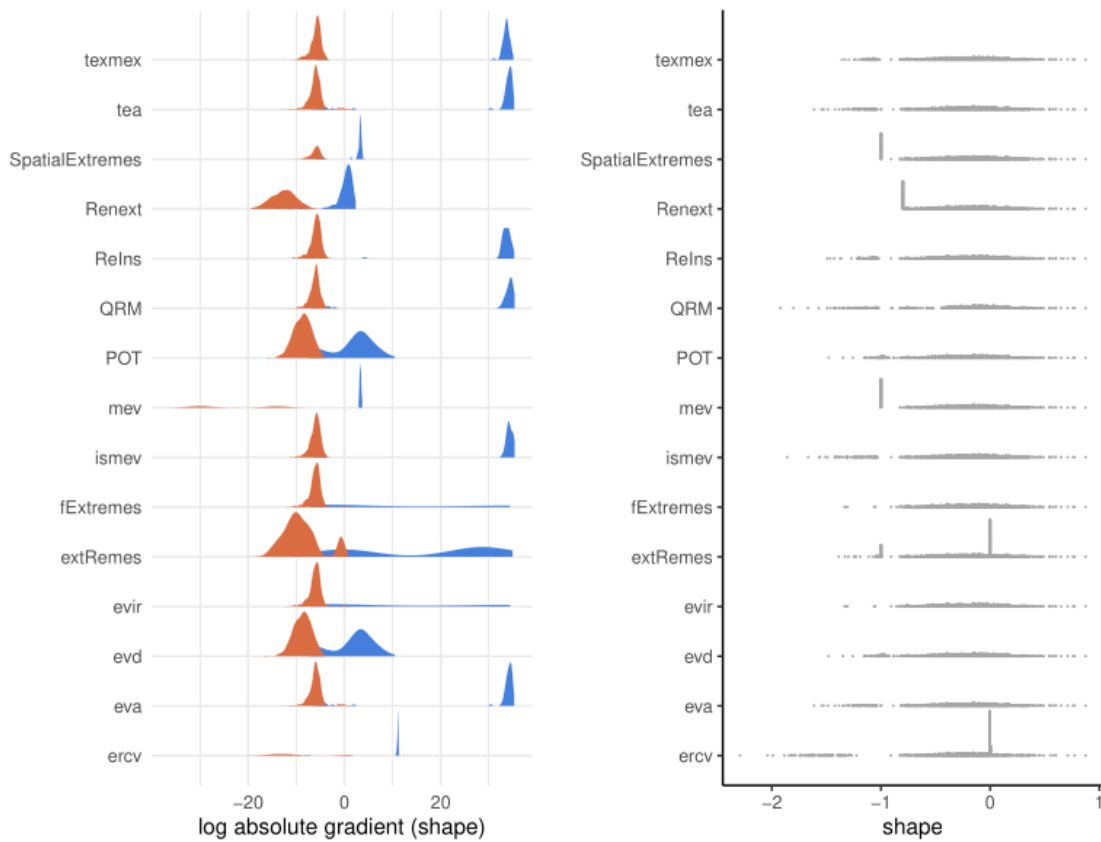 texmex
tea
SpatialExtremes
Renext
ReIns
QRM
POT
mev
ismev
fExtremes
extRemes
evir
evd
eva
ercv
−20 0 20
log absolute gradient (shape)
texmex
tea
SpatialExtremes
Renext
ReIns
QRM
POT
mev
ismev
fExtremes
extRemes
evir
evd
eva
ercv
−2 −1 0 1
shape